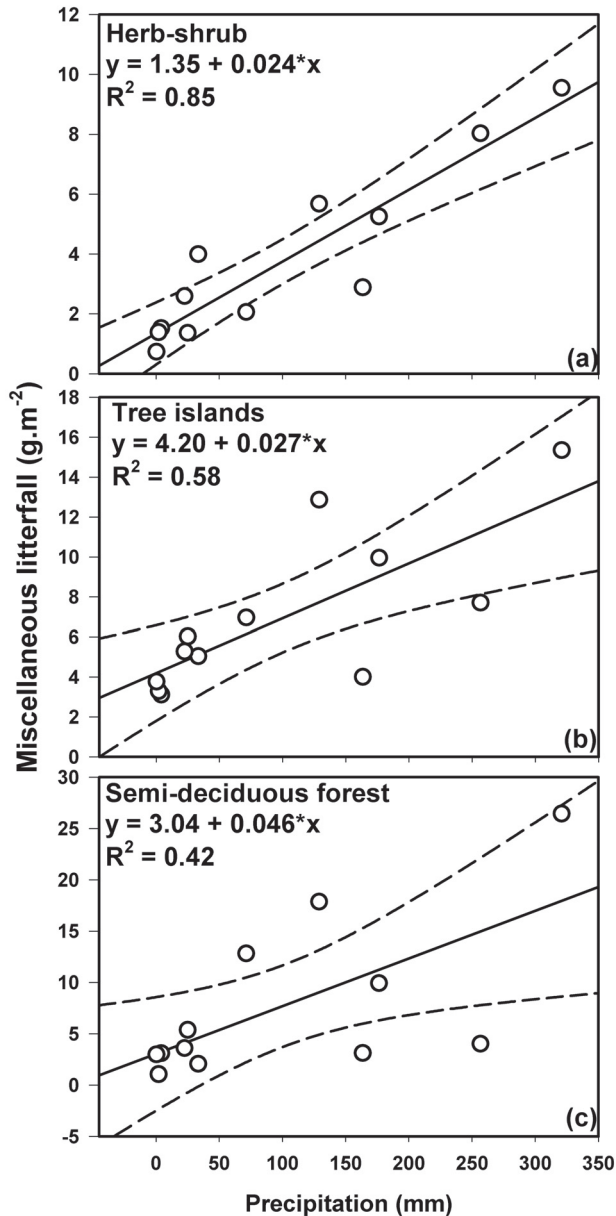 Miscellaneous litterfall (g.m-2)
12
10
8
6
4
2
0
Herb-shrub
y = 1.35 + 0.024*x
R2 = 0.85
(a)
18
16
14
12
10
8
6
4
2
0
Tree islands
y = 4.20 + 0.027*x
R2 = 0.58
(b)
30
25
20
15
10
5
0
-5
Semi-deciduous forest
y = 3.04 + 0.046*x
R2 = 0.42
(c)
0 50 100 150 200 250 300 350
Precipitation (mm)